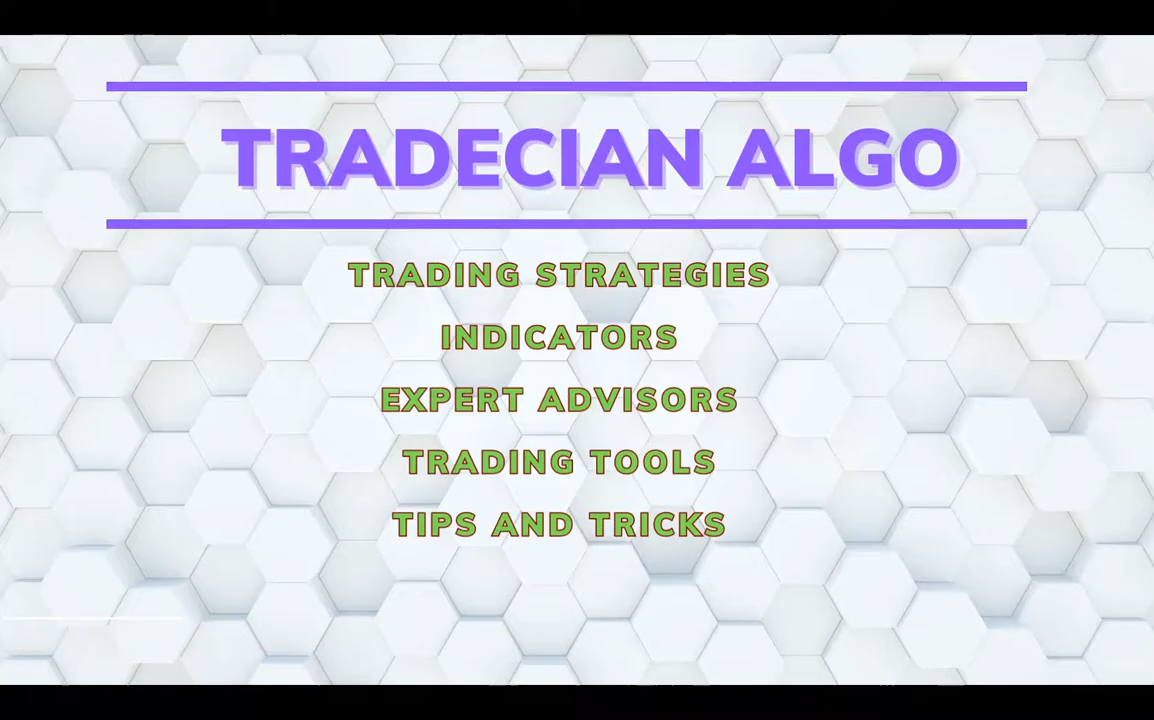 TRADECIAN ALGO
TRADING STRATEGIES
INDICATORS
EXPERT ADVISORS
TRADING TOOLS
TIPS AND TRICKS